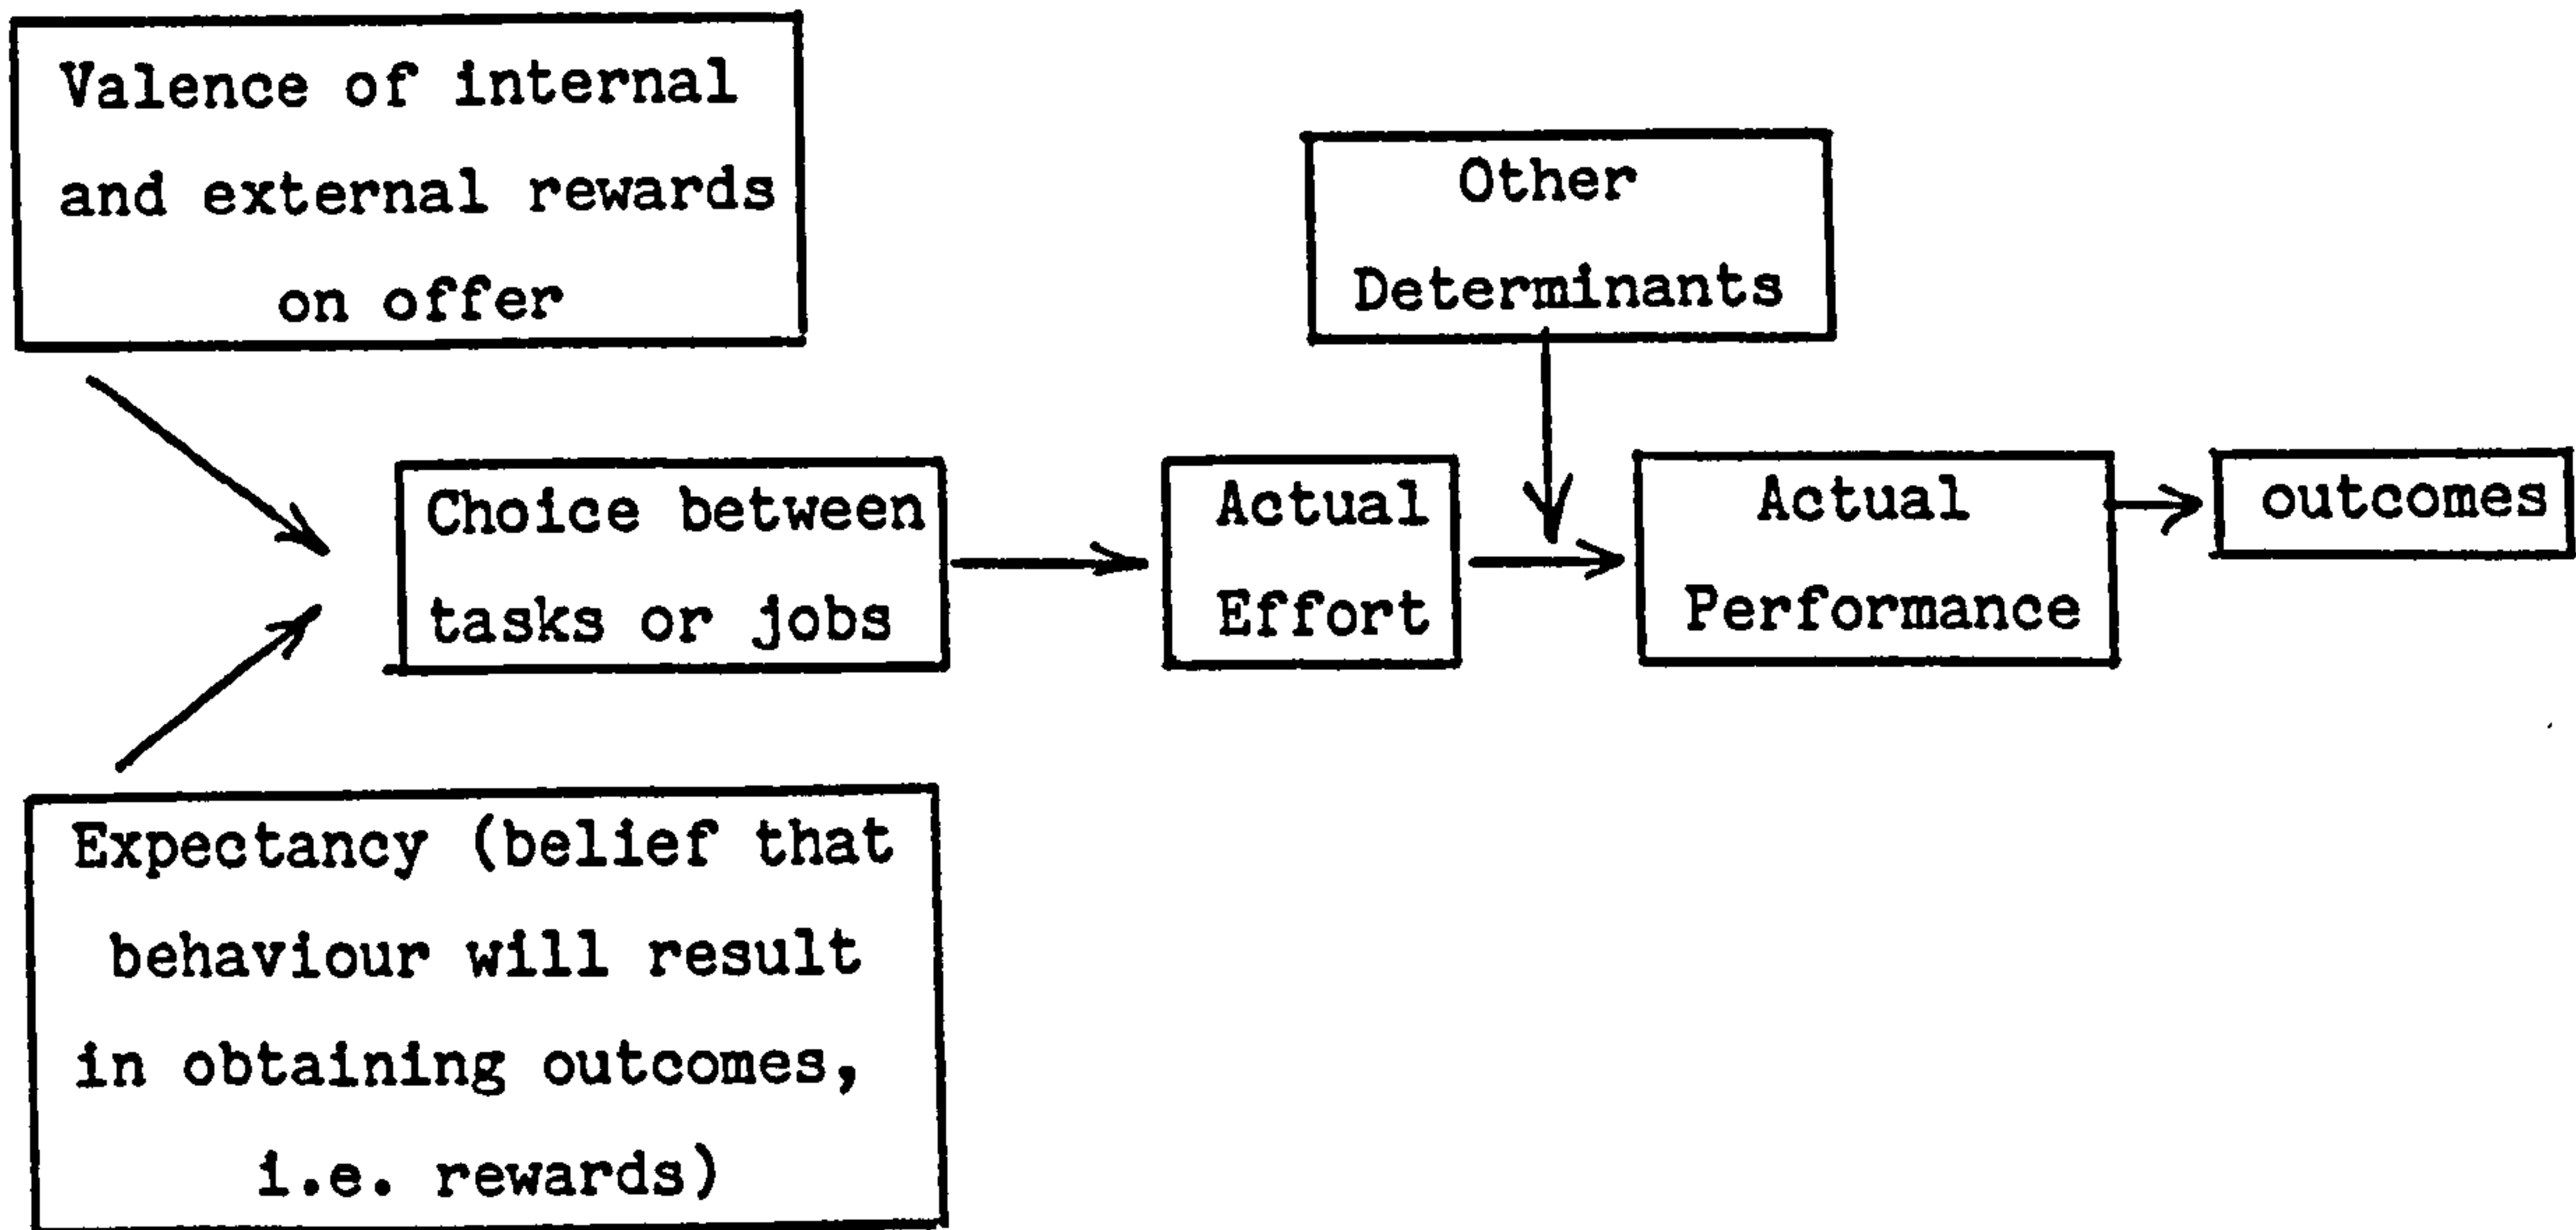 Valence of internal
and external rewards
on offer
Other
Determinants
Choice between
tasks or jobs
Actual
Effort
Actual
Performance
outcomes
Expectancy (belief that
behaviour will result
in obtaining outcomes,
i.e. rewards)